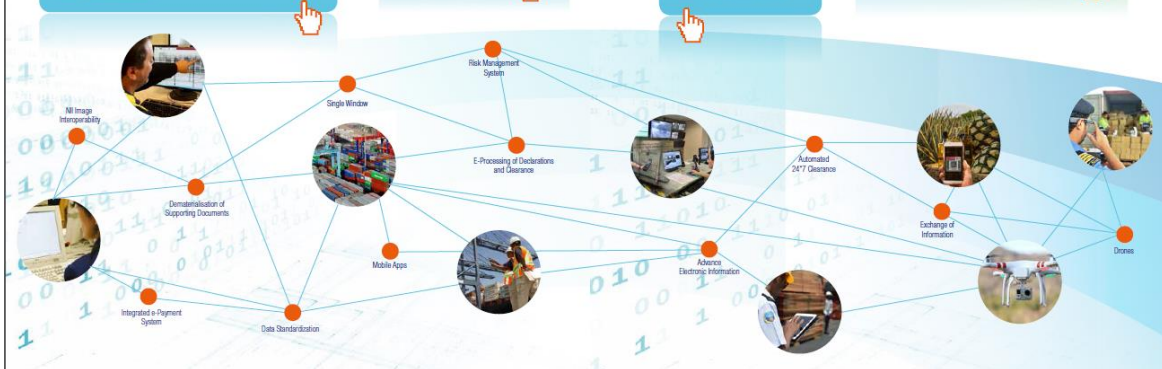 Risk Management
System
Single Window
NII Image
Interoperability
E-Processing of Declarations
and Clearance
Automated
24*7 Clearance
Dematerialisation of
Supporting Documents
Exchange of
Information
Drones
Mobile Apps
Advance
Electronic Information
Integrated e-Payment
System
Data Standardization